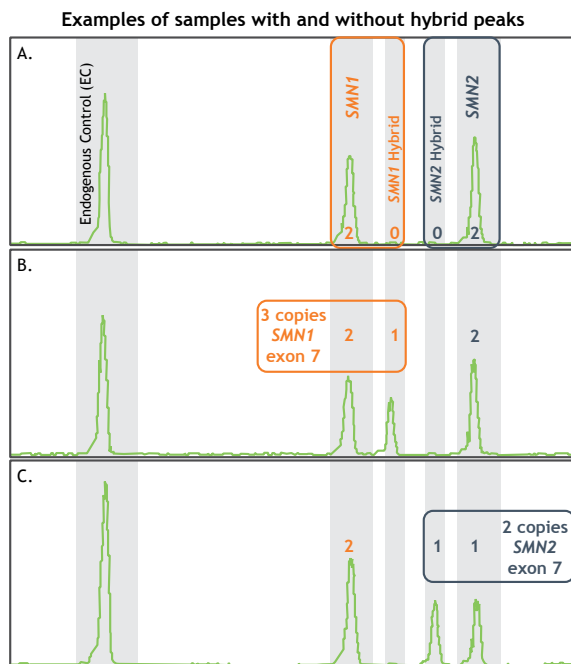 Examples of samples with and without hybrid peaks
A.
Endogenous Control (EC)
SMN1
SMN1 Hybrid
SMN2 Hybrid
SMN2
2
0
0
2
B.
3 copies
SMN1
exon 7
2
1
2
C.
2
1
1
2 copies
SMN2
exon 7